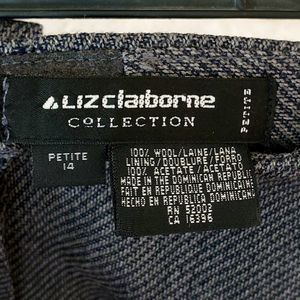 LIZ claiborne
COLLECTION
PETITE
PETITE
14
100% WOOL/LAINE/LANA
LINING/DOUBLURE/FORRO
100% ACETATE/ACETA
MADE IN THE DOMINICAN REPUBLIC
FAIT EN REPUBLIQUE DOMINICAINE
HECHO EN REPUBLICA DOMINICANA
RN 52002
CA 16396